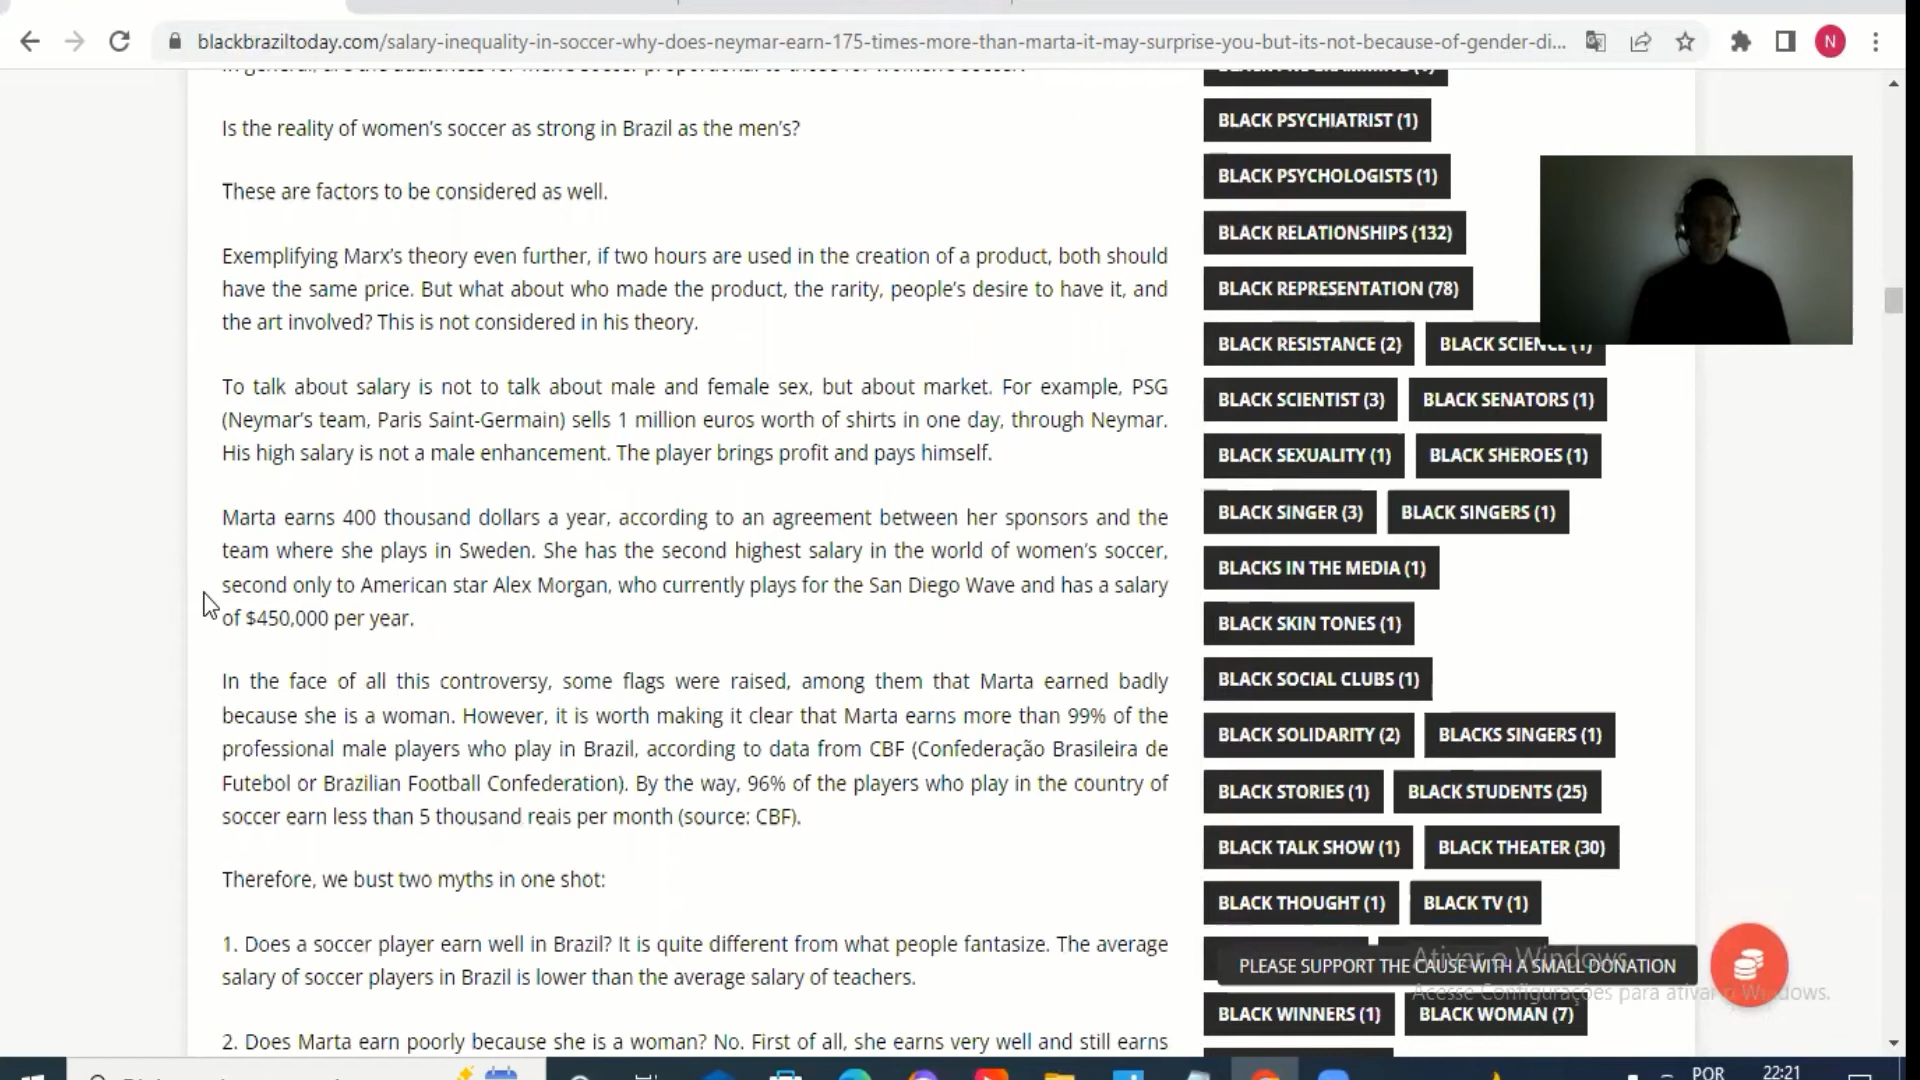 blackbraziltoday.com/salary-inequality-in-soccer-why-does-neymar-earn-175-times-more-than-marta-it-may-surprise-you-but-its-not-because-of-gender-di...
N
Is the reality of women's soccer as strong in Brazil as the men's?
These are factors to be considered as well.
Exemplifying Marx's theory even further, if two hours are used in the creation of a product, both should
have the same price. But what about who made the product, the rarity, people's desire to have it, and
the art involved? This is not considered in his theory.
To talk about salary is not to talk about male and female sex, but about market. For example, PSG
(Neymar's team, Paris Saint-Germain) sells 1 million euros worth of shirts in one day, through Neymar.
His high salary is not a male enhancement. The player brings profit and pays himself.
Marta earns 400 thousand dollars a year, according to an agreement between her sponsors and the
team where she plays in Sweden. She has the second highest salary in the world of women's soccer,
second only to American star Alex Morgan, who currently plays for the San Diego Wave and has a salary
of $450,000 per year.
In the face of all this controversy, some flags were raised, among them that Marta earned badly
because she is a woman. However, it is worth making it clear that Marta earns more than 99% of the
professional male players who play in Brazil, according to data from CBF (Confederação Brasileira de
Futebol or Brazilian Football Confederation). By the way, 96% of the players who play in the country of
soccer earn less than 5 thousand reais per month (source: CBF).
Therefore, we bust two myths in one shot:
1. Does a soccer player earn well in Brazil? It is quite different from what people fantasize. The average
salary of soccer players in Brazil is lower than the average salary of teachers.
2. Does Marta earn poorly because she is a woman? No. First of all, she earns very well and still earns
BLACK PSYCHIATRIST (1)
BLACK PSYCHOLOGISTS (1)
BLACK RELATIONSHIPS (132)
BLACK REPRESENTATION (78)
BLACK RESISTANCE (2) BLACK SCIENCE (1)
BLACK SCIENTIST (3) BLACK SENATORS (1)
BLACK SEXUALITY (1) BLACK SHEROES (1)
BLACK SINGER (3) BLACK SINGERS (1)
BLACKS IN THE MEDIA (1)
BLACK SKIN TONES (1)
BLACK SOCIAL CLUBS (1)
BLACK SOLIDARITY (2) BLACKS SINGERS (1)
BLACK STORIES (1) BLACK STUDENTS (25)
BLACK TALK SHOW (1) BLACK THEATER (30)
BLACK THOUGHT (1) BLACK TV (1)
PLEASE SUPPORT THE CAUSE WITH A SMALL DONATION
Ativar o Windows
Acesse Configurações para ativar o Windows.
BLACK WINNERS (1) BLACK WOMAN (7)
POR
22:21